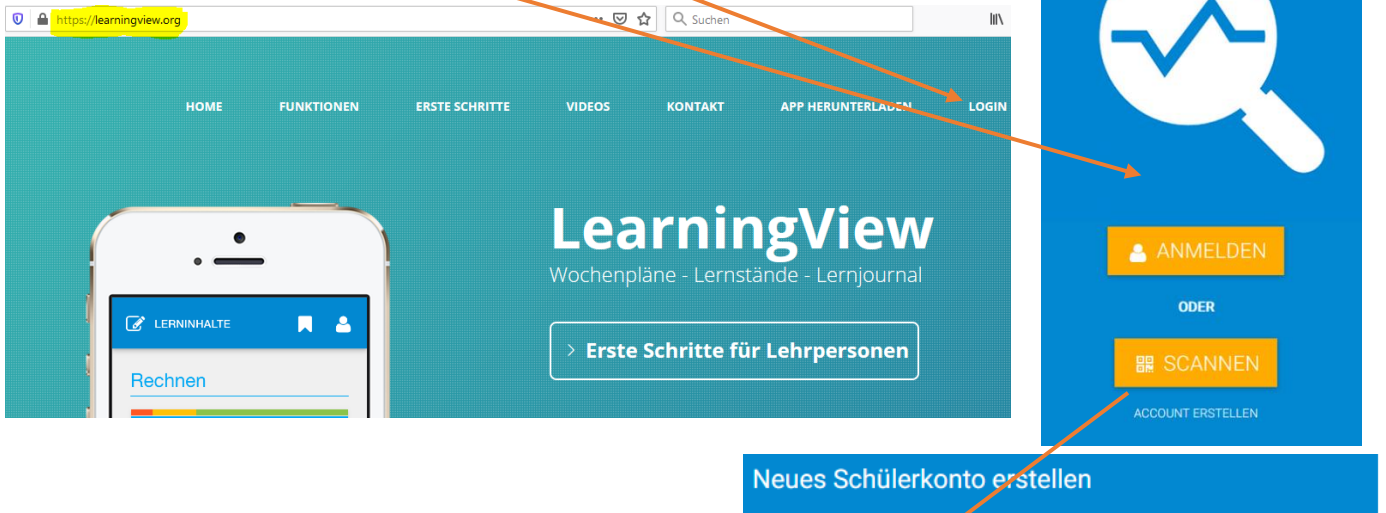 https://learningview.org
Suchen
HOME FUNKTIONEN ERSTE SCHRITTE VIDEOS KONTAKT APP HERUNTERLADEN LOGIN
LearningView
Wochenpläne - Lernstände - Lernjournal
> Erste Schritte für Lehrpersonen
LERNINHALTE
Rechnen
ANMELDEN
ODER
SCANNEN
ACCOUNT ERSTELLEN
Neues Schülerkonto erstellen